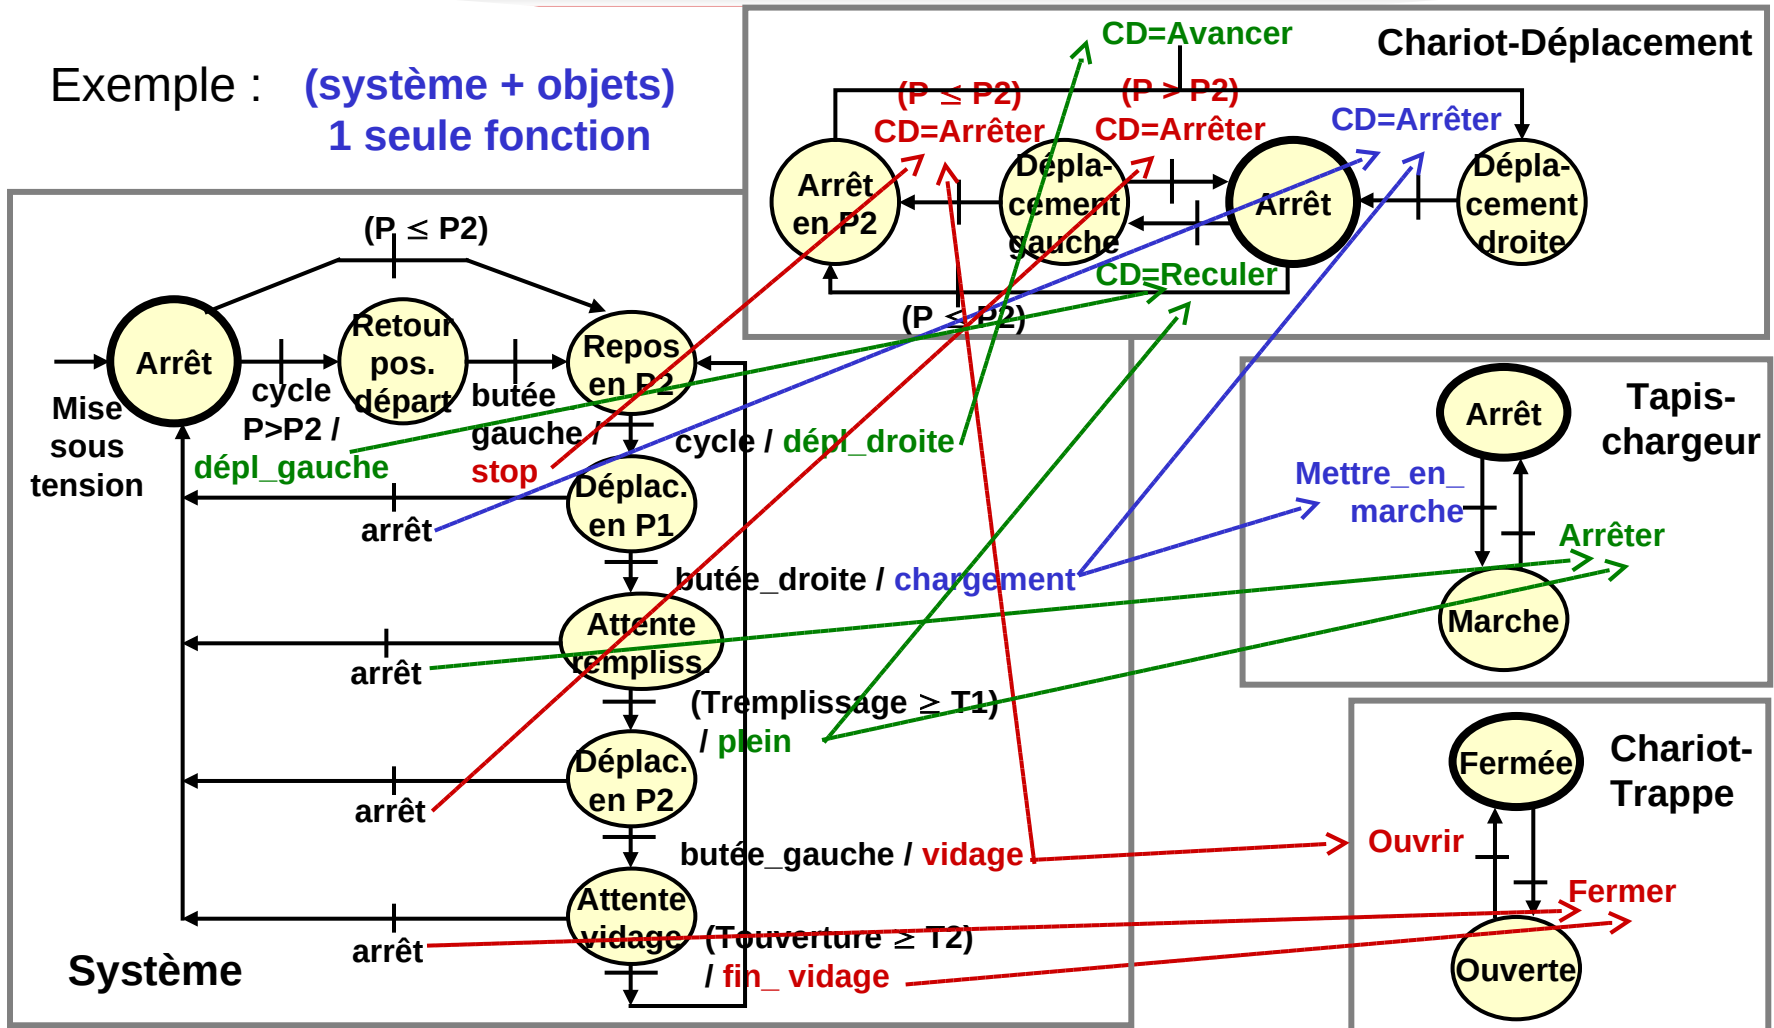 Exemple : (système + objets)
1 seule fonction
Chariot-Déplacement
CD=Avancer
(P ≤ P2)
CD=Arrêter
(P > P2)
CD=Arrêter
CD=Arrêter
Arrêt
en P2
Dépla-
cement
gauche
Arrêt
Dépla-
cement
droite
CD=Reculer
(P ≤ P2)
(P ≤ P2)
Mise
sous
tension
Arrêt
cycle
P>P2 /
dépl_gauche
Retour
pos.
départ
butée
gauche /
stop
Repos
en P2
cycle / dépl_droite
Déplac.
en P1
arrêt
butée_droite / chargement
Attente
rempliss.
arrêt
(Tremplissage ≥ T1)
/ plein
Déplac.
en P2
arrêt
butée_gauche / vidage
Attente
vidage
arrêt
(Touverture ≥ T2)
/ fin_ vidage
Système
Tapis-
chargeur
Arrêt
Mettre_en_
marche
Arrêter
Marche
Chariot-
Trappe
Fermée
Ouvrir
Fermer
Ouverte